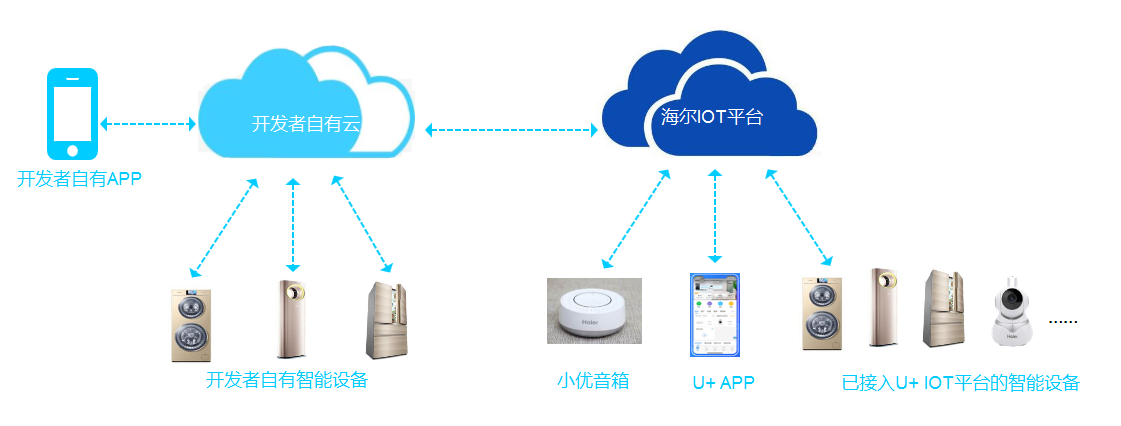 开发者自有云
海尔IOT平台
开发者自有APP
Haier
Haier
开发者自有智能设备
小优音箱
U+ APP
已接入U+ IOT平台的智能设备
......